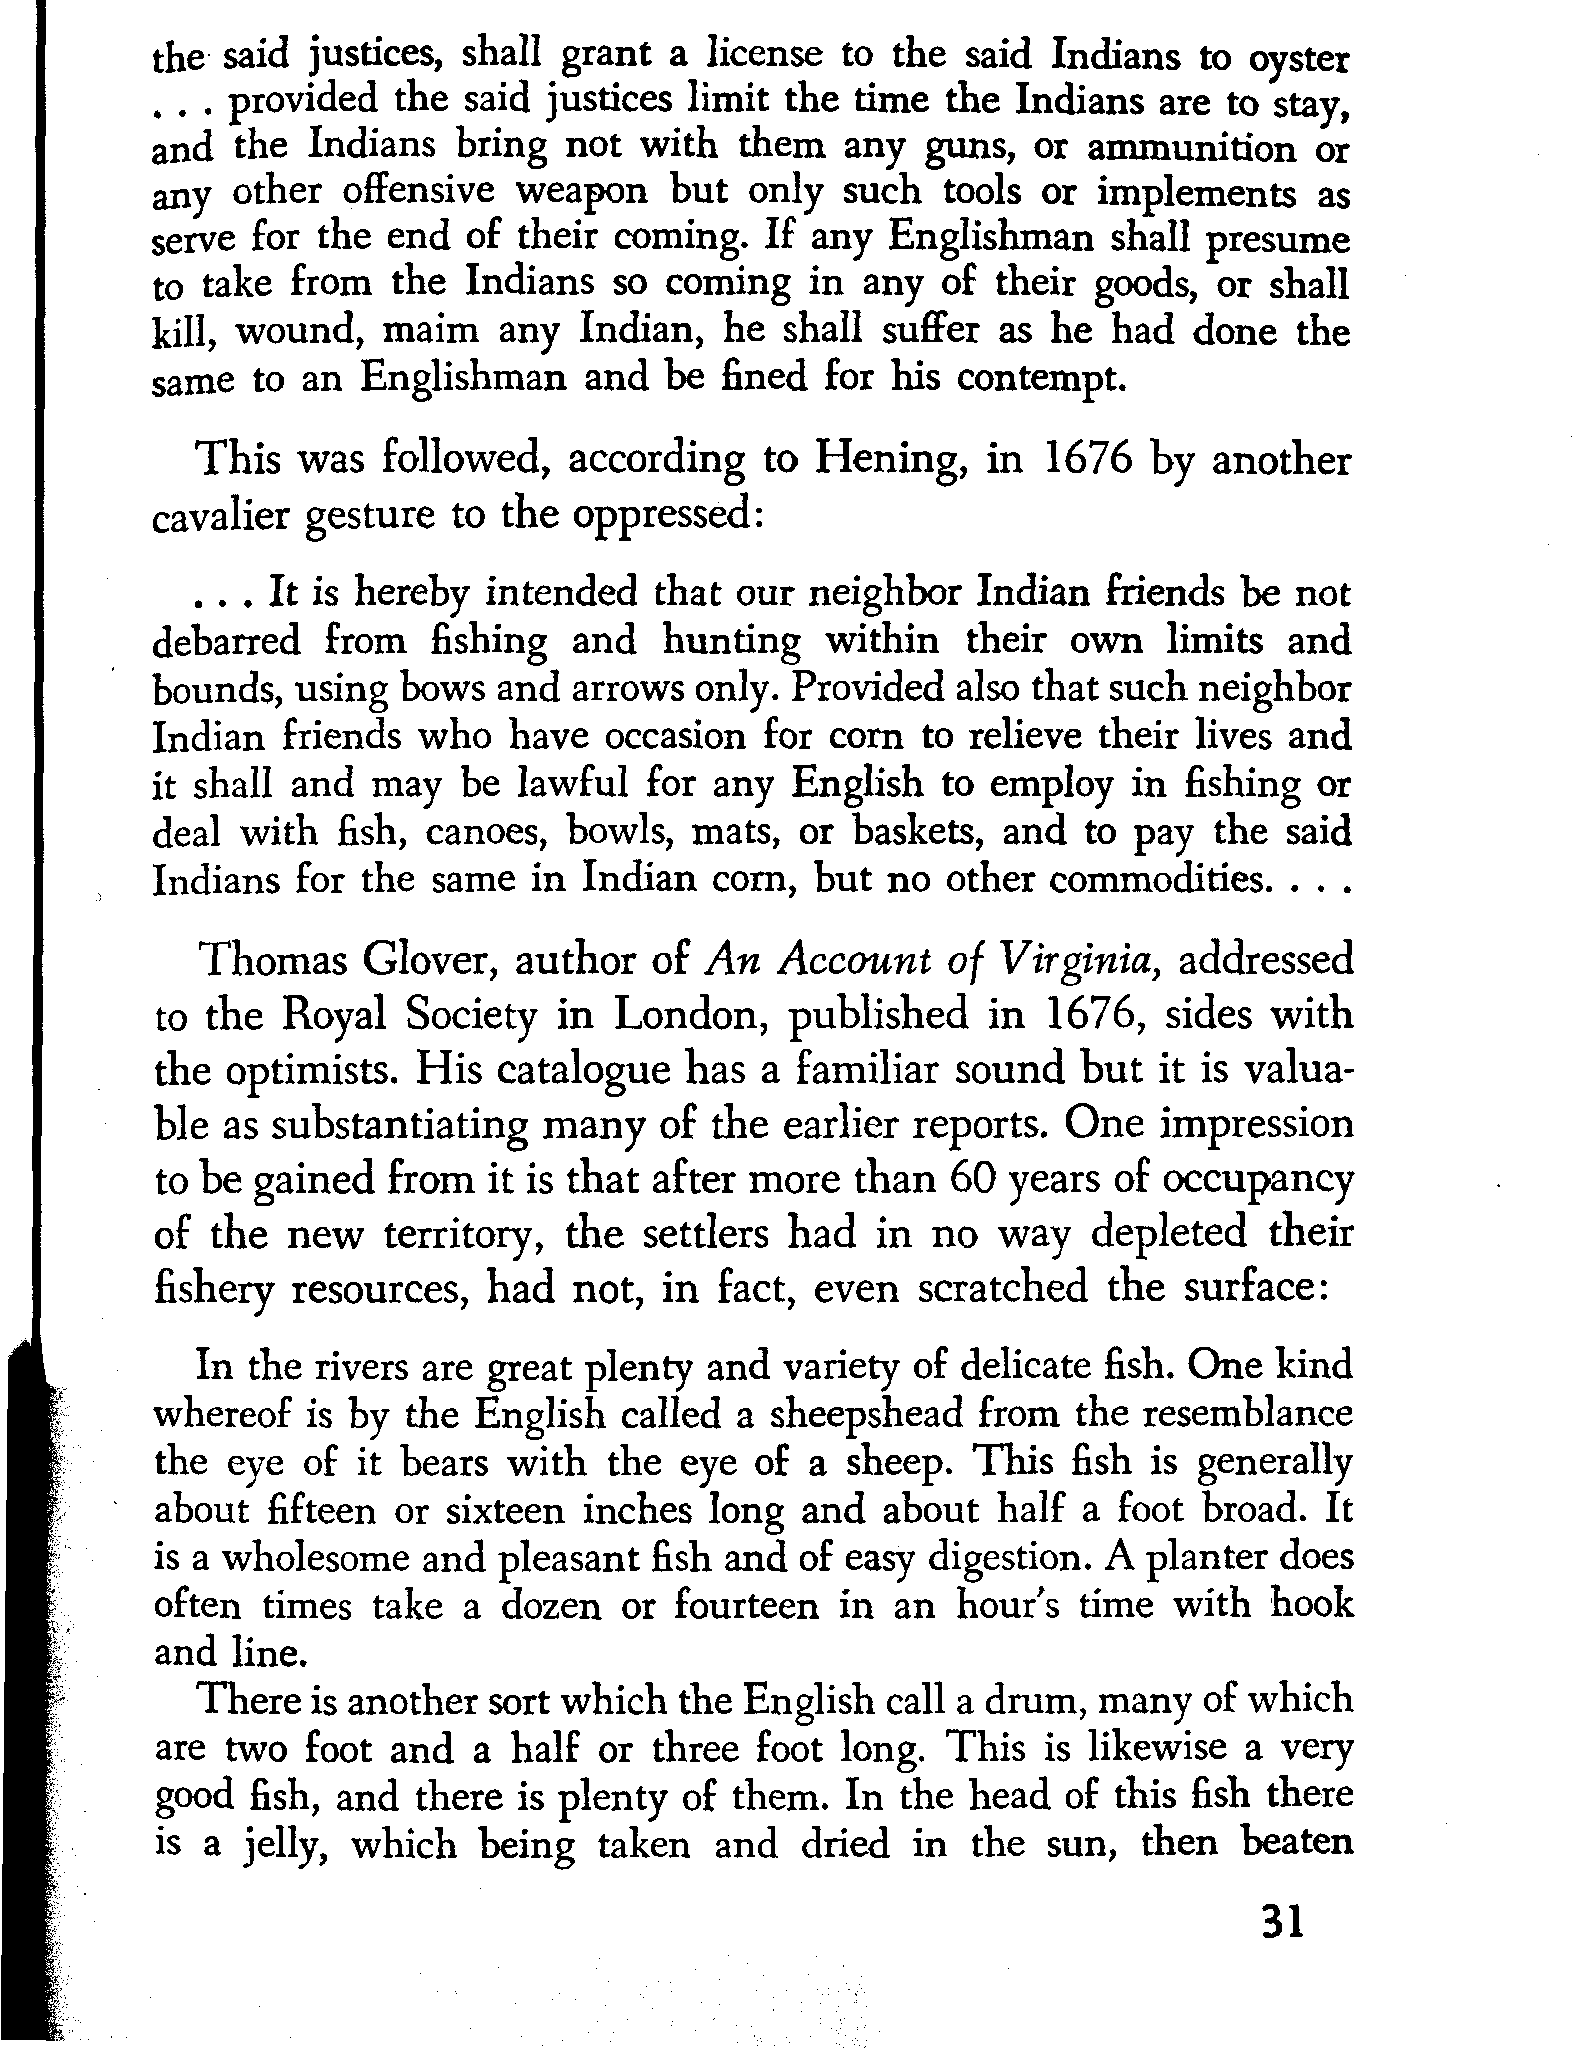 the said justices, shall grant a license to the said Indians to oyster
. . . provided the said justices limit the time the Indians are to stay,
and the Indians bring not with them any guns, or ammunition or
any other offensive weapon but only such tools or implements as
serve for the end of their coming. If any Englishman shall presume
to take from the Indians so coming in any of their goods, or shall
kill, wound, maim any Indian, he shall suffer as he had done the
same to an Englishman and be fined for his contempt.
This was followed, according to Hening, in 1676 by another
cavalier gesture to the oppressed:
. . . It is hereby intended that our neighbor Indian friends be not
debarred from fishing and hunting within their own limits and
bounds, using bows and arrows only. Provided also that such neighbor
Indian friends who have occasion for corn to relieve their lives and
it shall and may be lawful for any English to employ in fishing or
deal with fish, canoes, bowls, mats, or baskets, and to pay the said
Indians for the same in Indian corn, but no other commodities. . . .
Thomas Glover, author of An Account of Virginia, addressed
to the Royal Society in London, published in 1676, sides with
the optimists. His catalogue has a familiar sound but it is valua-
ble as substantiating many of the earlier reports. One impression
to be gained from it is that after more than 60 years of occupancy
of the new territory, the settlers had in no way depleted their
fishery resources, had not, in fact, even scratched the surface:
In the rivers are great plenty and variety of delicate fish. One kind
whereof is by the English called a sheepshead from the resemblance
the eye of it bears with the eye of a sheep. This fish is generally
about fifteen or sixteen inches long and about half a foot broad. It
is a wholesome and pleasant fish and of easy digestion. A planter does
often times take a dozen or fourteen in an hour's time with hook
and line.
There is another sort which the English call a drum, many of which
are two foot and a half or three foot long. This is likewise a very
good fish, and there is plenty of them. In the head of this fish there
is a jelly, which being taken and dried in the sun, then beaten
31